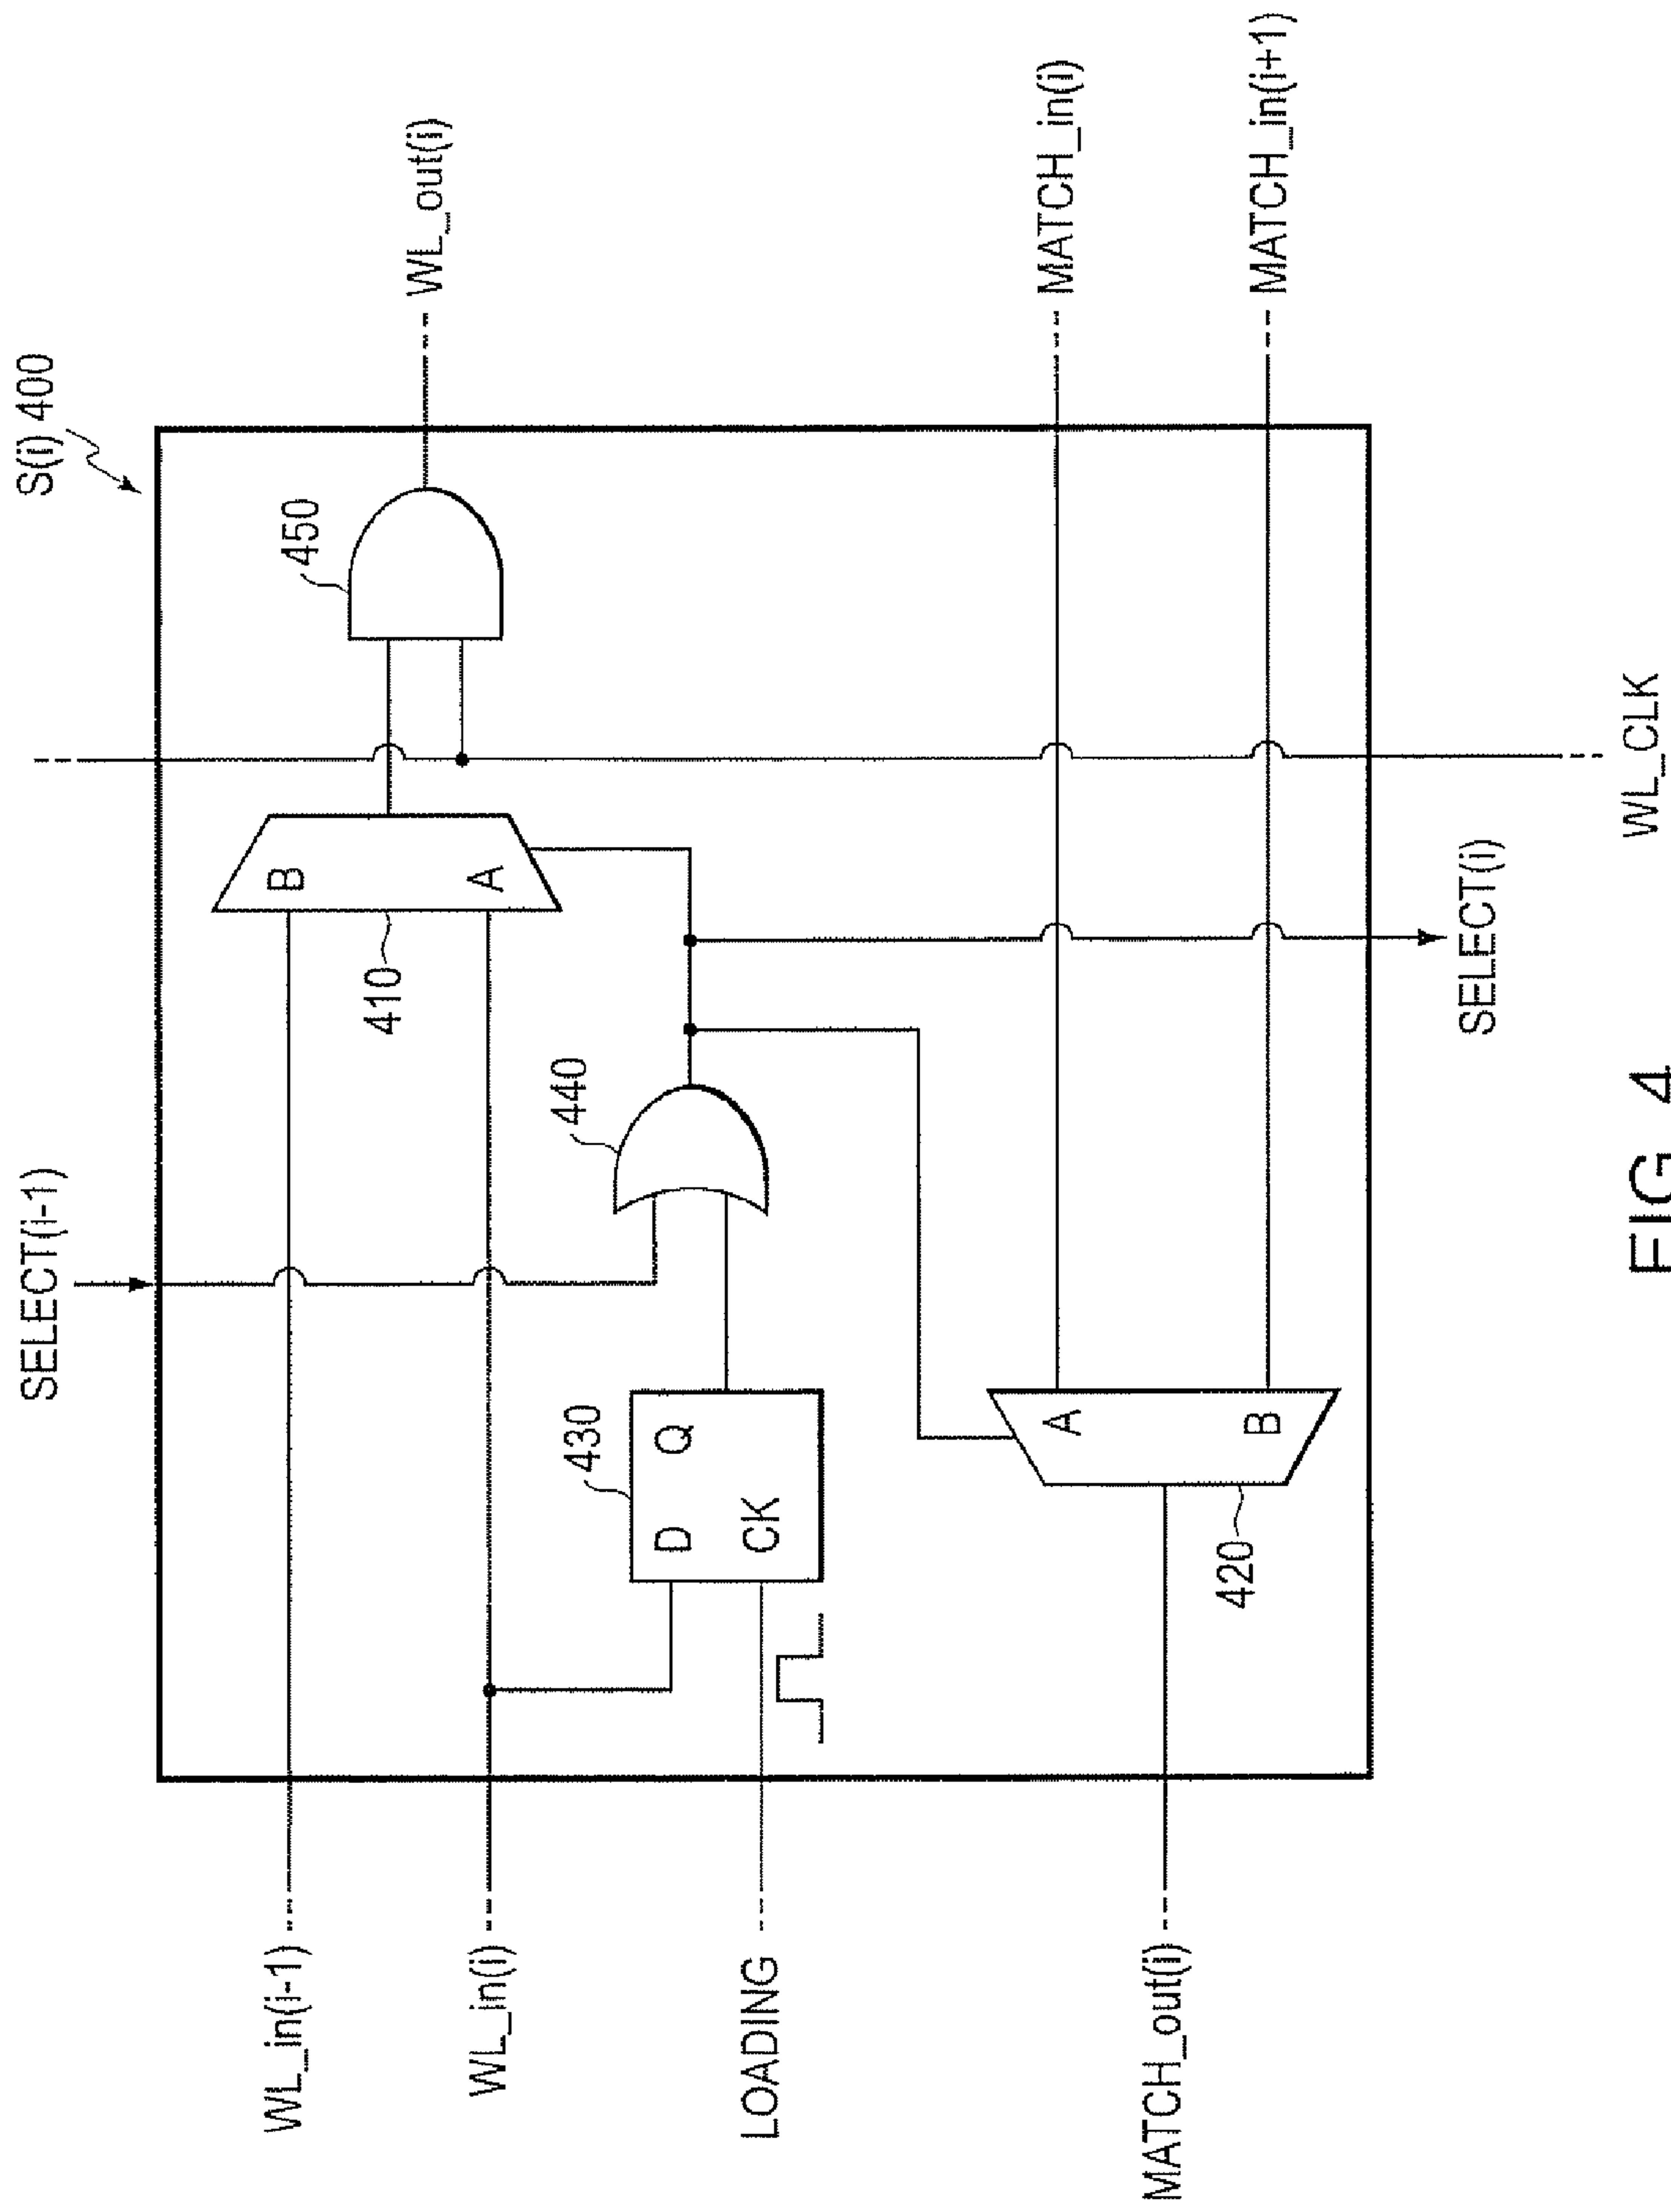 S(i) 400
SELECT(i-1)
WL_in(i-1)
WL_in(i)
LOADING
MATCH_out(i)
B
A
410
450
WL_out(i)
440
430
D Q
CK
A
B
420
MATCH_in(i)
MATCH_in(i+1)
SELECT(i)
WL_CLK
FIG. 4